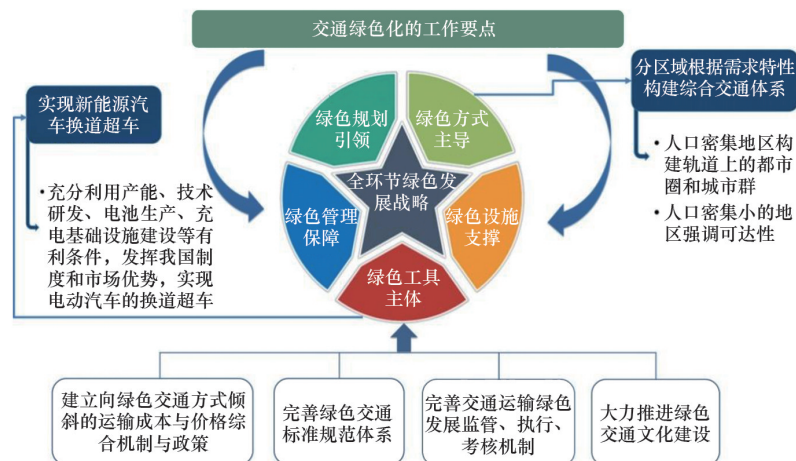 交通绿色化的工作要点
实现新能源汽
车换道超车
• 充分利用产能、技术
研发、电池生产、充
电基础设施建设等有
利条件，发挥我国制
度和市场优势，实现
电动汽车的换道超车
绿色规划
引领
绿色方式
主导
全环节绿色发
展战略
绿色管理
保障
绿色设施
支撑
绿色工具
主体
分区域根据需求特性
构建综合交通体系
• 人口密集地区构
建轨道上的都市
圈和城市群
• 人口密集小的地
区强调可达性
建立向绿色交通方式倾
斜的运输成本与价格综
合机制与政策
完善绿色交通
标准规范体系
完善交通运输绿色
发展监管、执行、
考核机制
大力推进绿色
交通文化建设